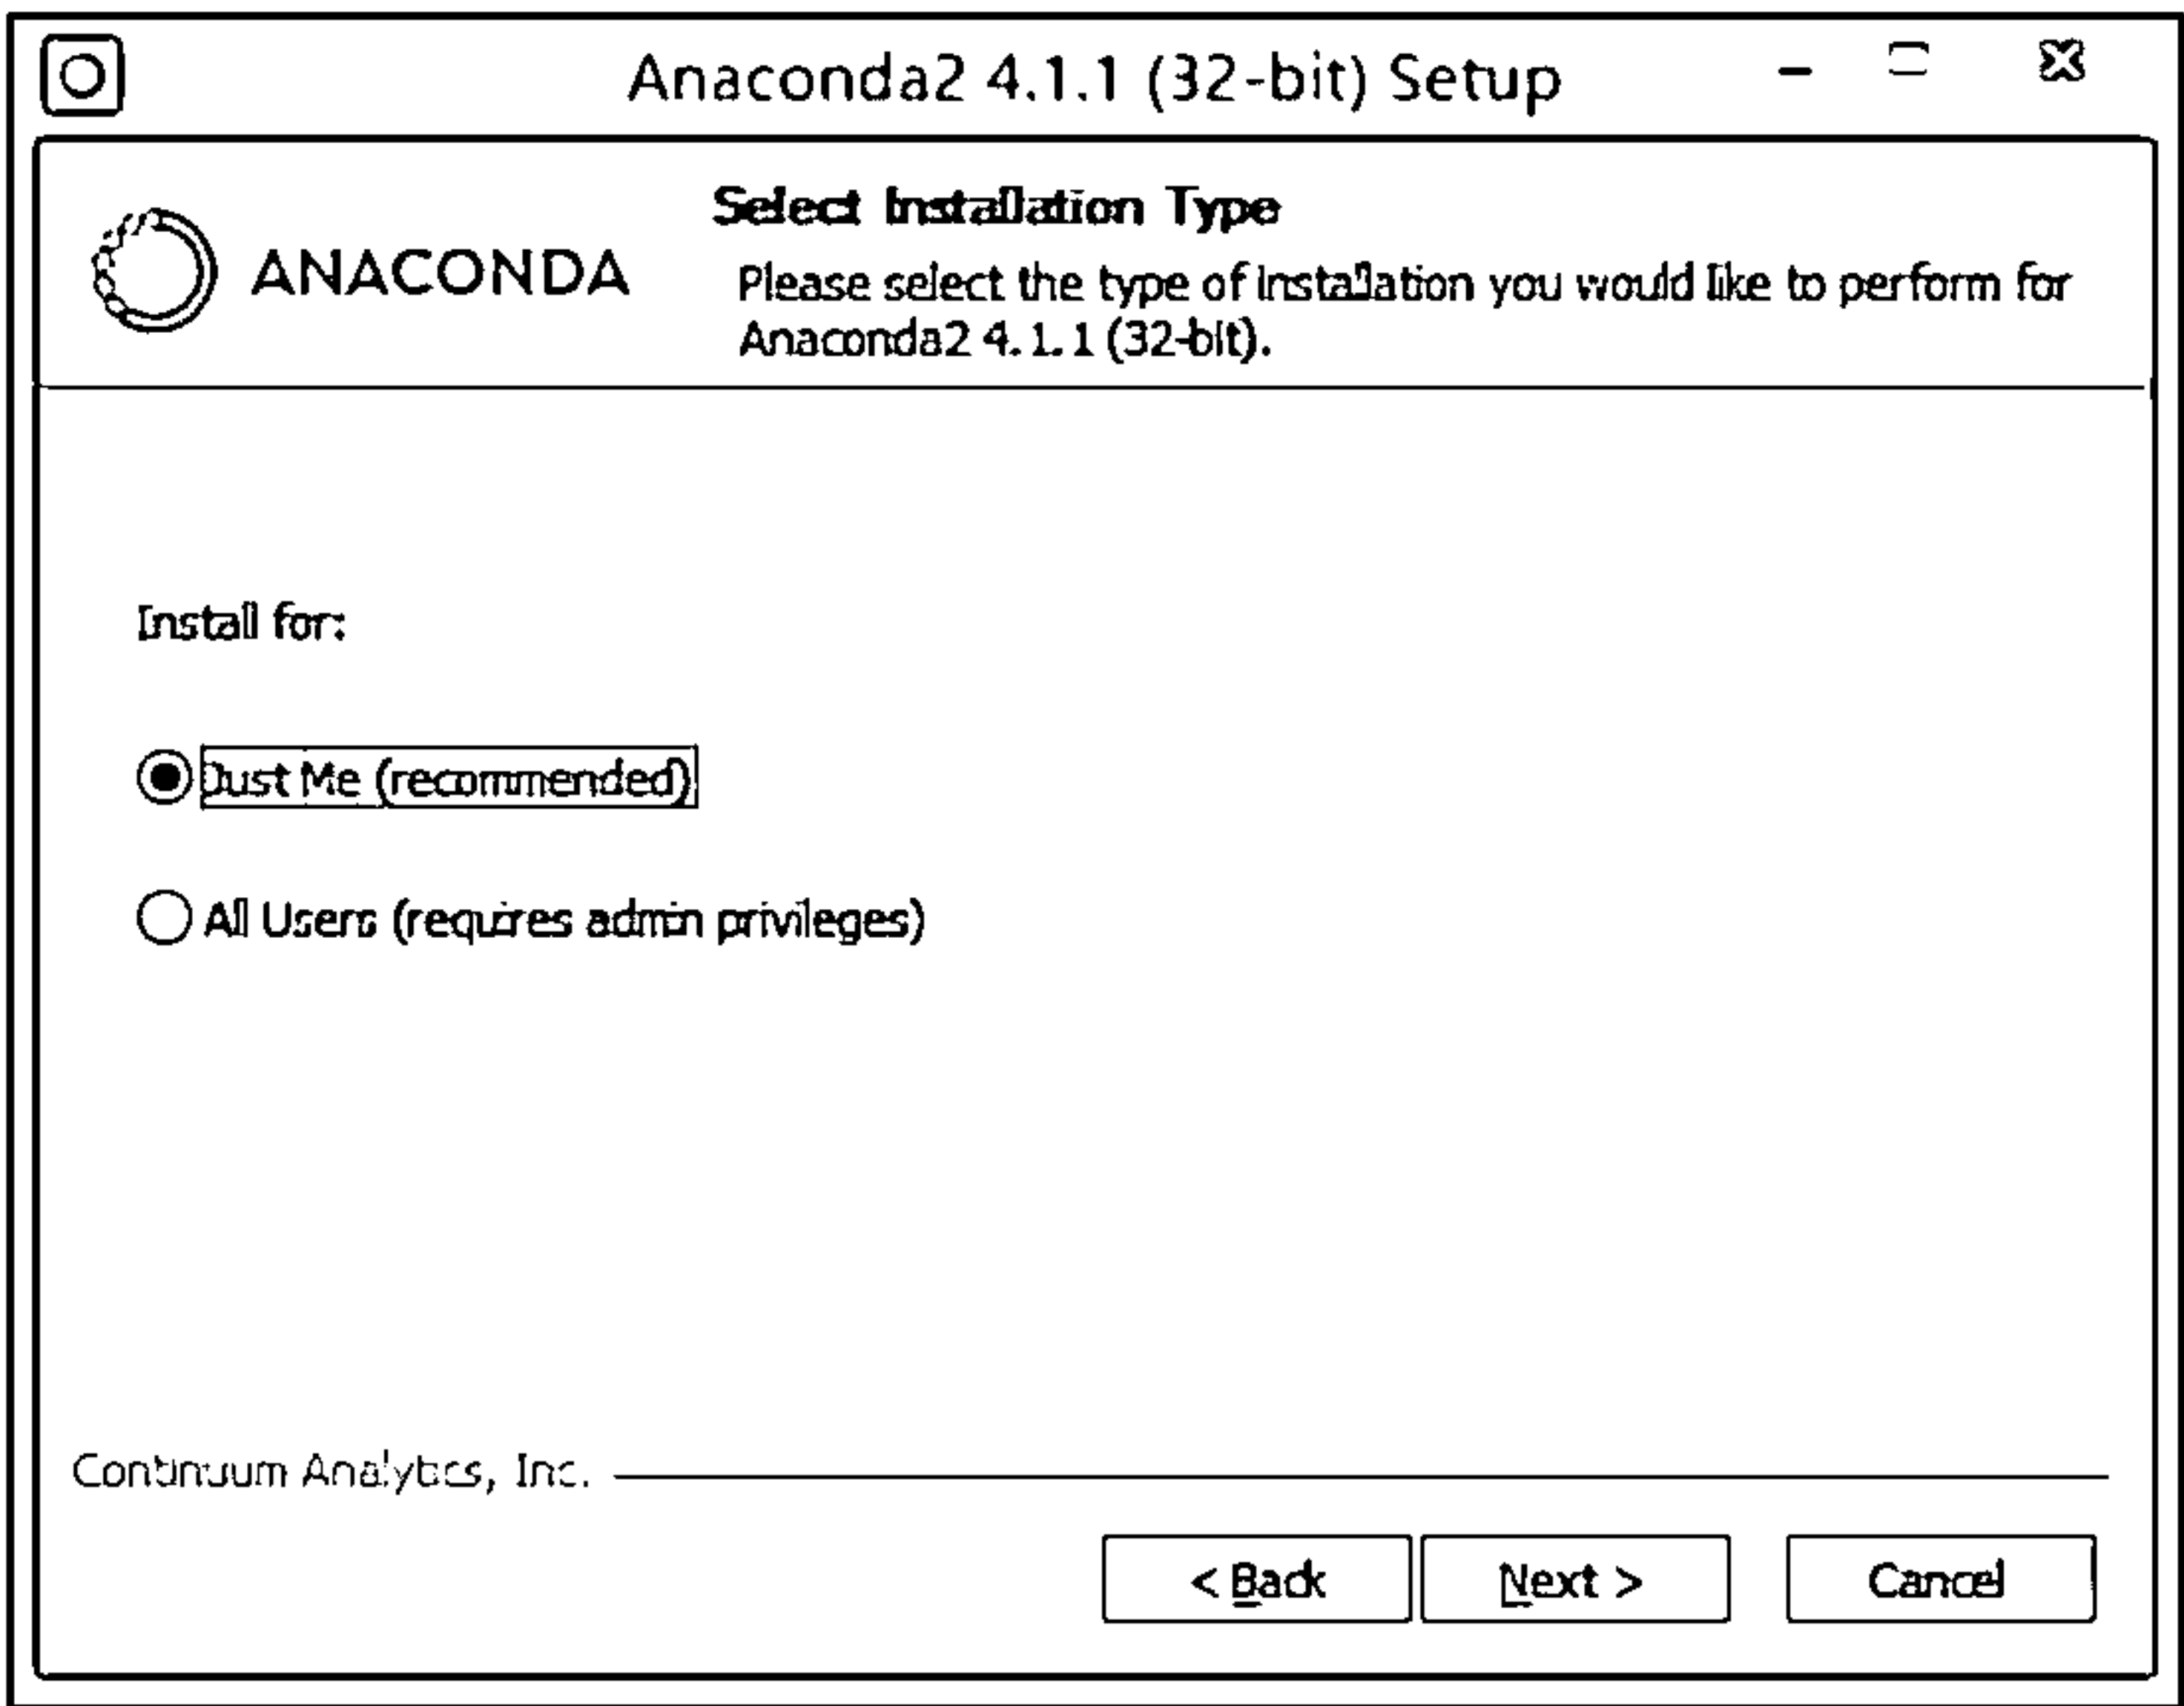 Anaconda2 4.1.1 (32-bit) Setup
ANACONDA
Select Installation Type
Please select the type of installation you would like to perform for
Anaconda2 4.1.1 (32-bit).
Install for:
Just Me (recommended)
All Users (requires admin privileges)
Continuum Analytics, Inc.
< Back
Next >
Cancel